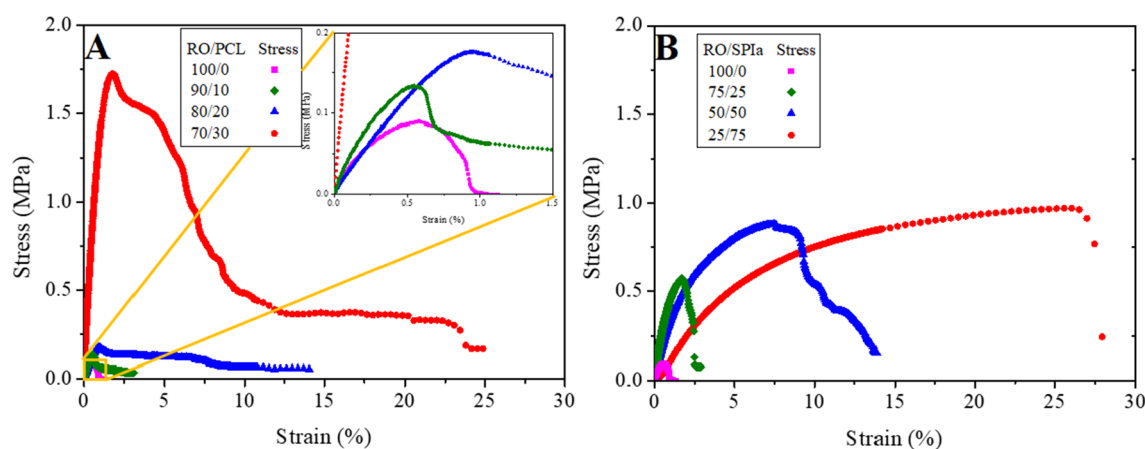 A
RO/PCL Stress
100/0
90/10
80/20
70/30
Stress (MPa)
2.0
1.5
1.0
0.5
0.0
0 5 10 15 20 25 30
Strain (%)
Stress (MPa)
0.2
0.1
0.0
0.0 0.5 1.0 1.5
Strain (%)
B
RO/SPIa Stress
100/0
75/25
50/50
25/75
Stress (MPa)
2.0
1.5
1.0
0.5
0.0
0 5 10 15 20 25 30
Strain (%)